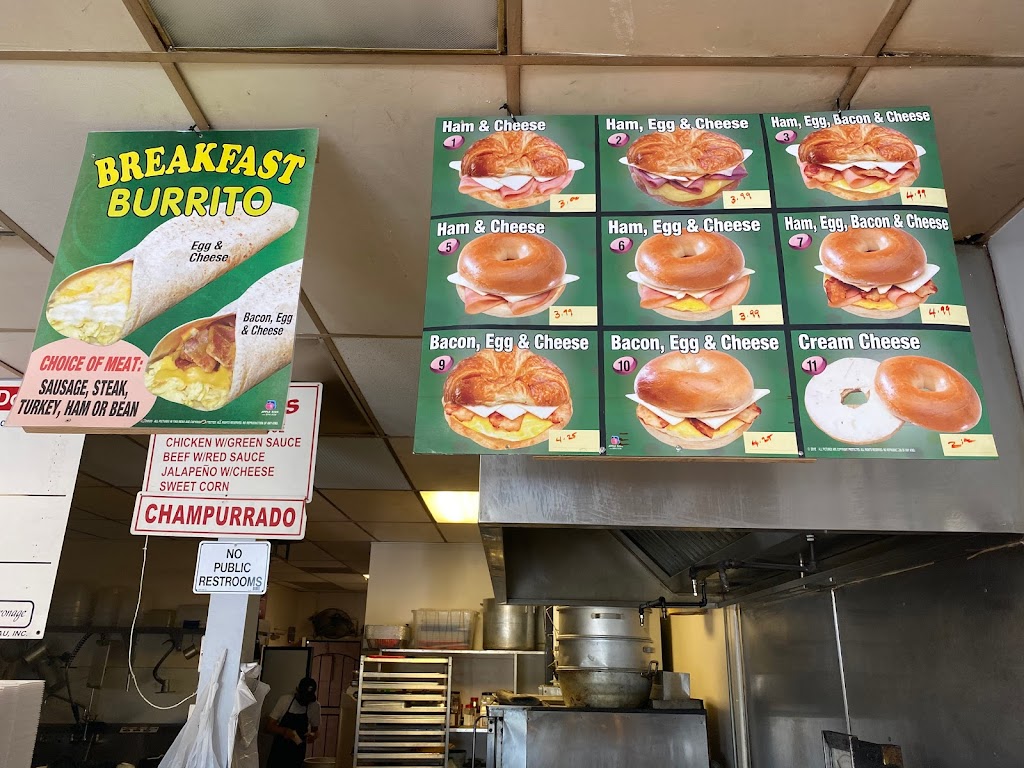 BREAKFAST
BURRITO
Egg &
Cheese
Bacon, Egg
& Cheese
CHOICE OF MEAT:
SAUSAGE, STEAK,
TURKEY, HAM OR BEAN
CHICKEN W/GREEN SAUCE
BEEF W/RED SAUCE
JALAPEÑO W/CHEESE
SWEET CORN
CHAMPURRADO
NO
PUBLIC
RESTROOMS
Ham & Cheese
1
Ham, Egg & Cheese
2
3.99
Ham, Egg, Bacon & Cheese
3
4.99
Ham & Cheese
5
3.99
Ham, Egg & Cheese
6
3.99
Ham, Egg, Bacon & Cheese
7
4.99
Bacon, Egg & Cheese
9
4.25
Bacon, Egg & Cheese
10
4.25
Cream Cheese
11